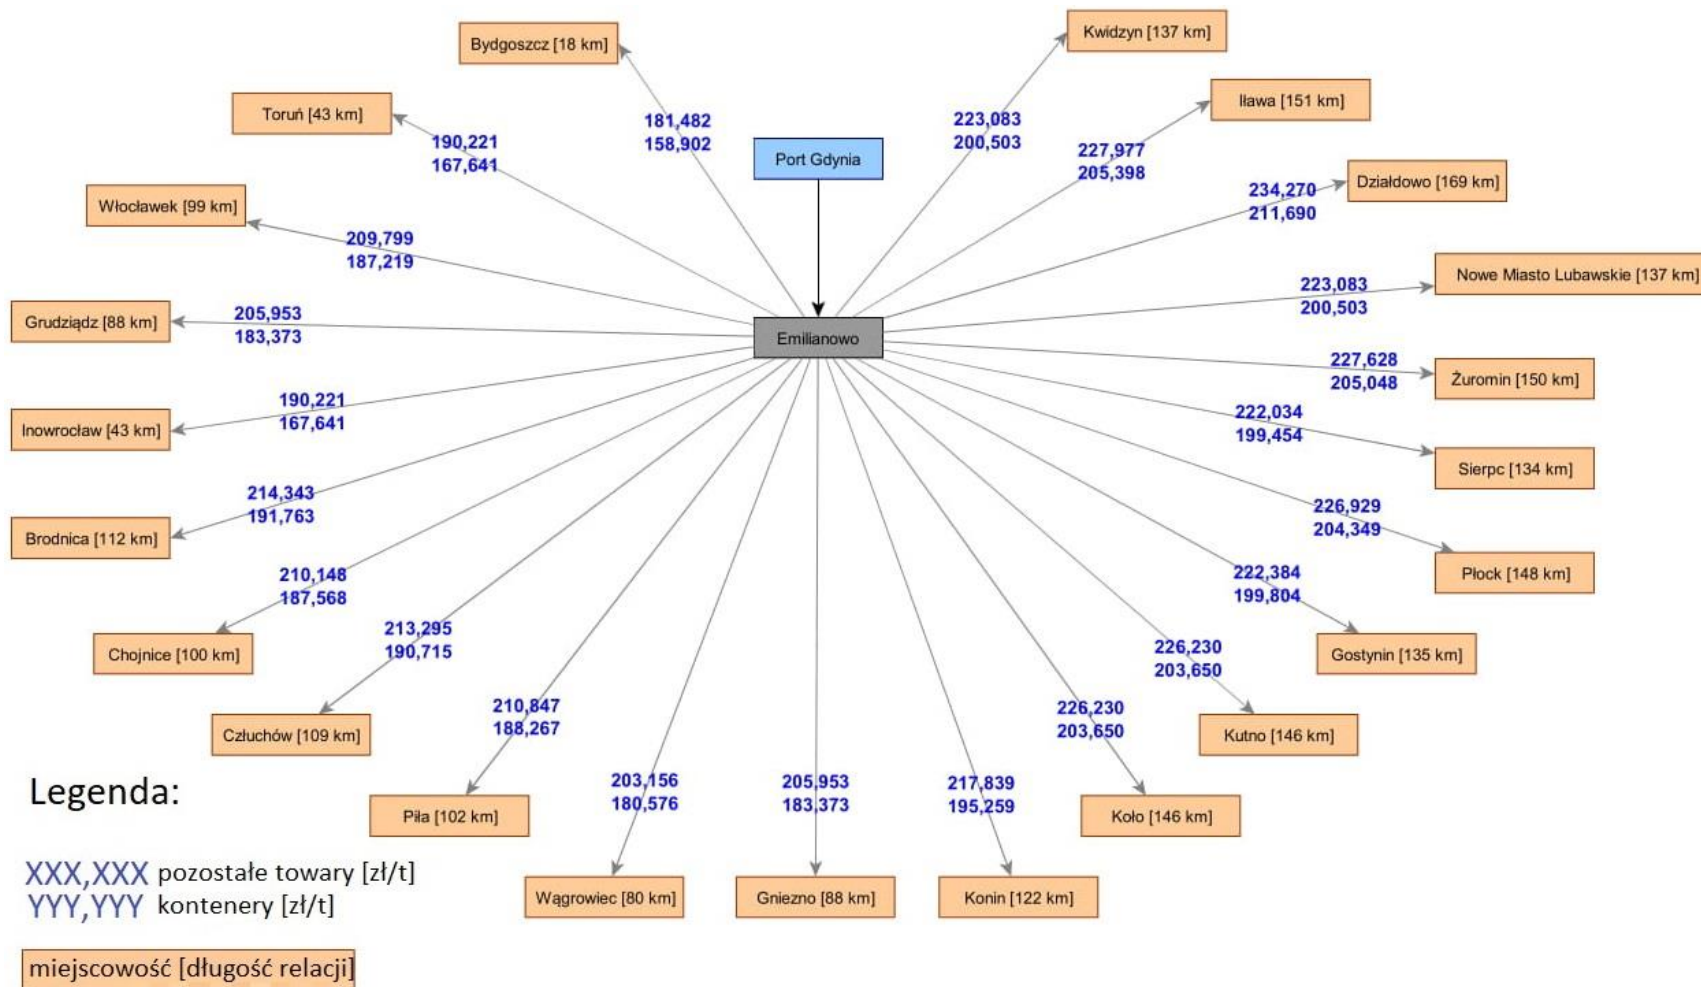 Bydgoszcz [18 km]
Kwidzyn [137 km]
Toruń [43 km]
Iława [151 km]
181,482
158,902
223,083
200,503
190,221
167,641
Port Gdynia
227,977
205,398
Działdowo [169 km]
234,270
211,690
Włocławek [99 km]
209,799
187,219
Nowe Miasto Lubawskie [137 km]
223,083
200,503
Grudziądz [88 km]
205,953
183,373
Emilianowo
227,628
205,048
Żuromin [150 km]
Inowrocław [43 km]
190,221
167,641
222,034
199,454
Sierpc [134 km]
Brodnica [112 km]
214,343
191,763
226,929
204,349
Płock [148 km]
210,148
187,568
222,384
199,804
Chojnice [100 km]
213,295
190,715
226,230
203,650
Gostynin [135 km]
Człuchów [109 km]
210,847
188,267
226,230
203,650
Kutno [146 km]
Legenda:
Piła [102 km]
203,156
180,576
205,953
183,373
217,839
195,259
Koło [146 km]
XXX,XXX pozostałe towary [zł/t]
YYY,YYY kontenery [zł/t]
Wągrowiec [80 km]
Gniezno [88 km]
Konin [122 km]
miejscowość [długość relacji]